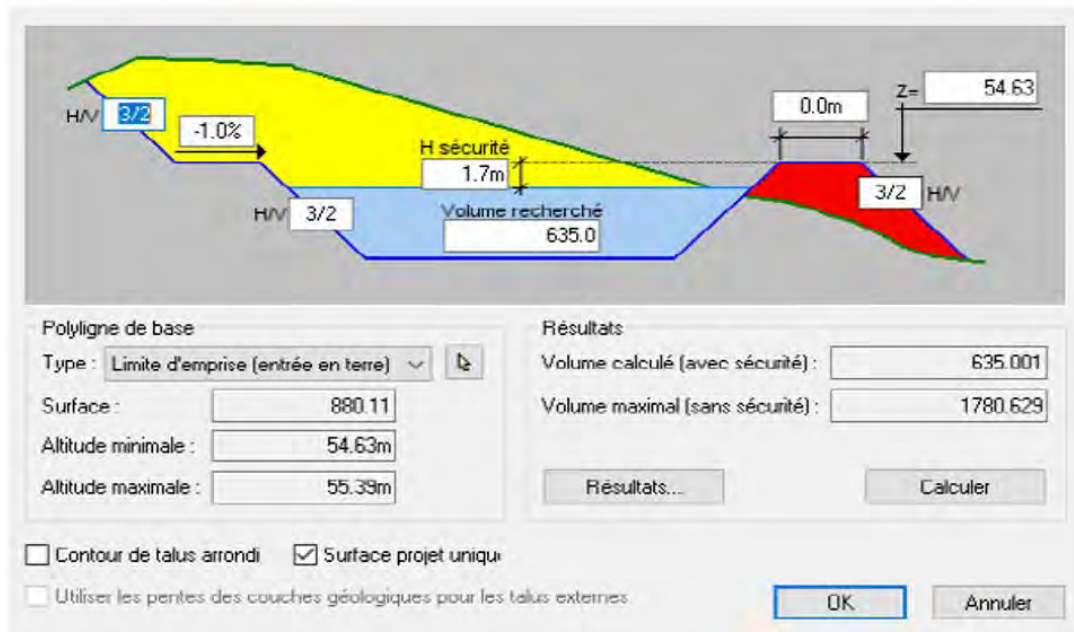 Z= 54.63
0.0m
H/V 3/2
-1.0%
H sécurité
1.7m
3/2 H/V
H/V 3/2
Volume recherché
635.0
Polyligne de base
Type : Limite d'emprise (entrée en terre)
Surface : 880.11
Altitude minimale : 54.63m
Altitude maximale : 55.39m
Résultats
Volume calculé (avec sécurité) : 635.001
Volume maximal (sans sécurité) : 1780.629
Résultats...
Calculer
Contour de talus arrondi
Surface projet uniqu
Utiliser les pentes des couches géologiques pour les talus externes
OK
Annuler